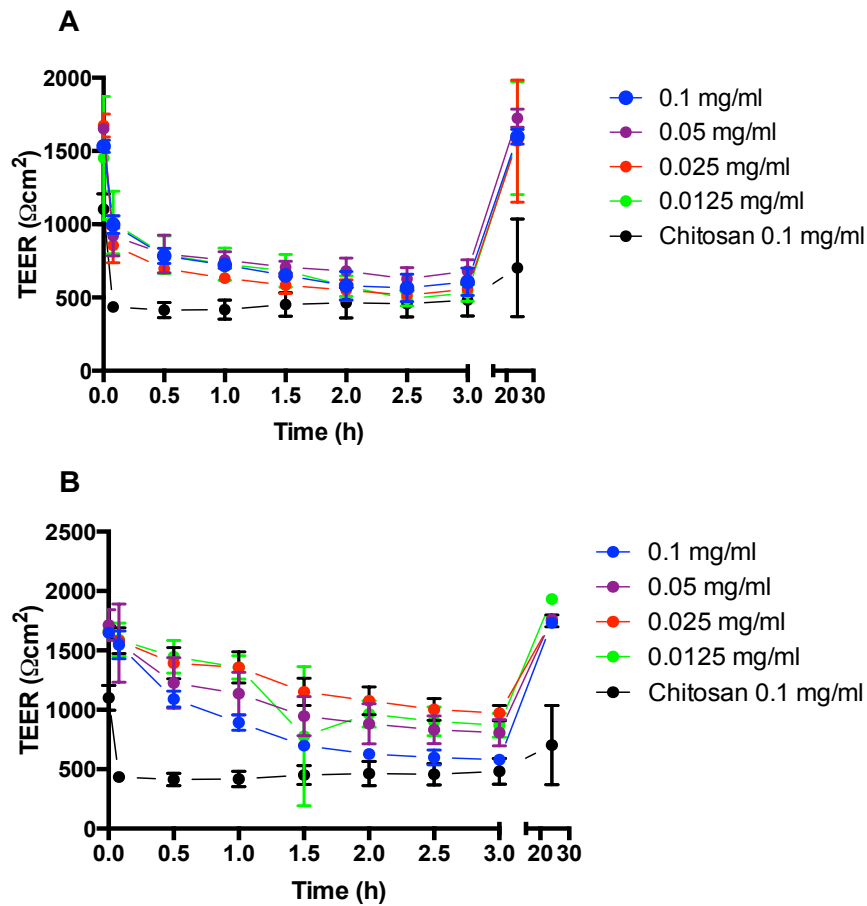 A
2000
1500
1000
500
0
TEER (Ωcm²)
0.0 0.5 1.0 1.5 2.0 2.5 3.0 20 30
Time (h)
0.1 mg/ml
0.05 mg/ml
0.025 mg/ml
0.0125 mg/ml
Chitosan 0.1 mg/ml
B
2500
2000
1500
1000
500
0
TEER (Ωcm²)
0.0 0.5 1.0 1.5 2.0 2.5 3.0 20 30
Time (h)
0.1 mg/ml
0.05 mg/ml
0.025 mg/ml
0.0125 mg/ml
Chitosan 0.1 mg/ml